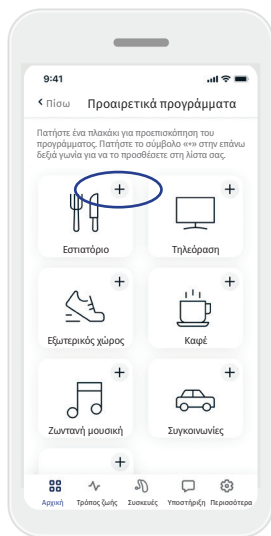 9:41
Πίσω Προαιρετικά προγράμματα
Πατήστε ένα πλακάκι για προεπισκόπηση του
προγράμματος. Πατήστε το σύμβολο «+» στην επάνω
δεξιά γωνία για να το προσθέσετε στη λίστα σας.
+ +
Εστιατόριο Τηλεόραση
+ +
Εξωτερικός χώρος Καφέ
+ +
Ζωντανή μουσική Συγκοινωνίες
+
Αρχική Τρόπος ζωής Συσκευές Υποστήριξη Περισσότερα